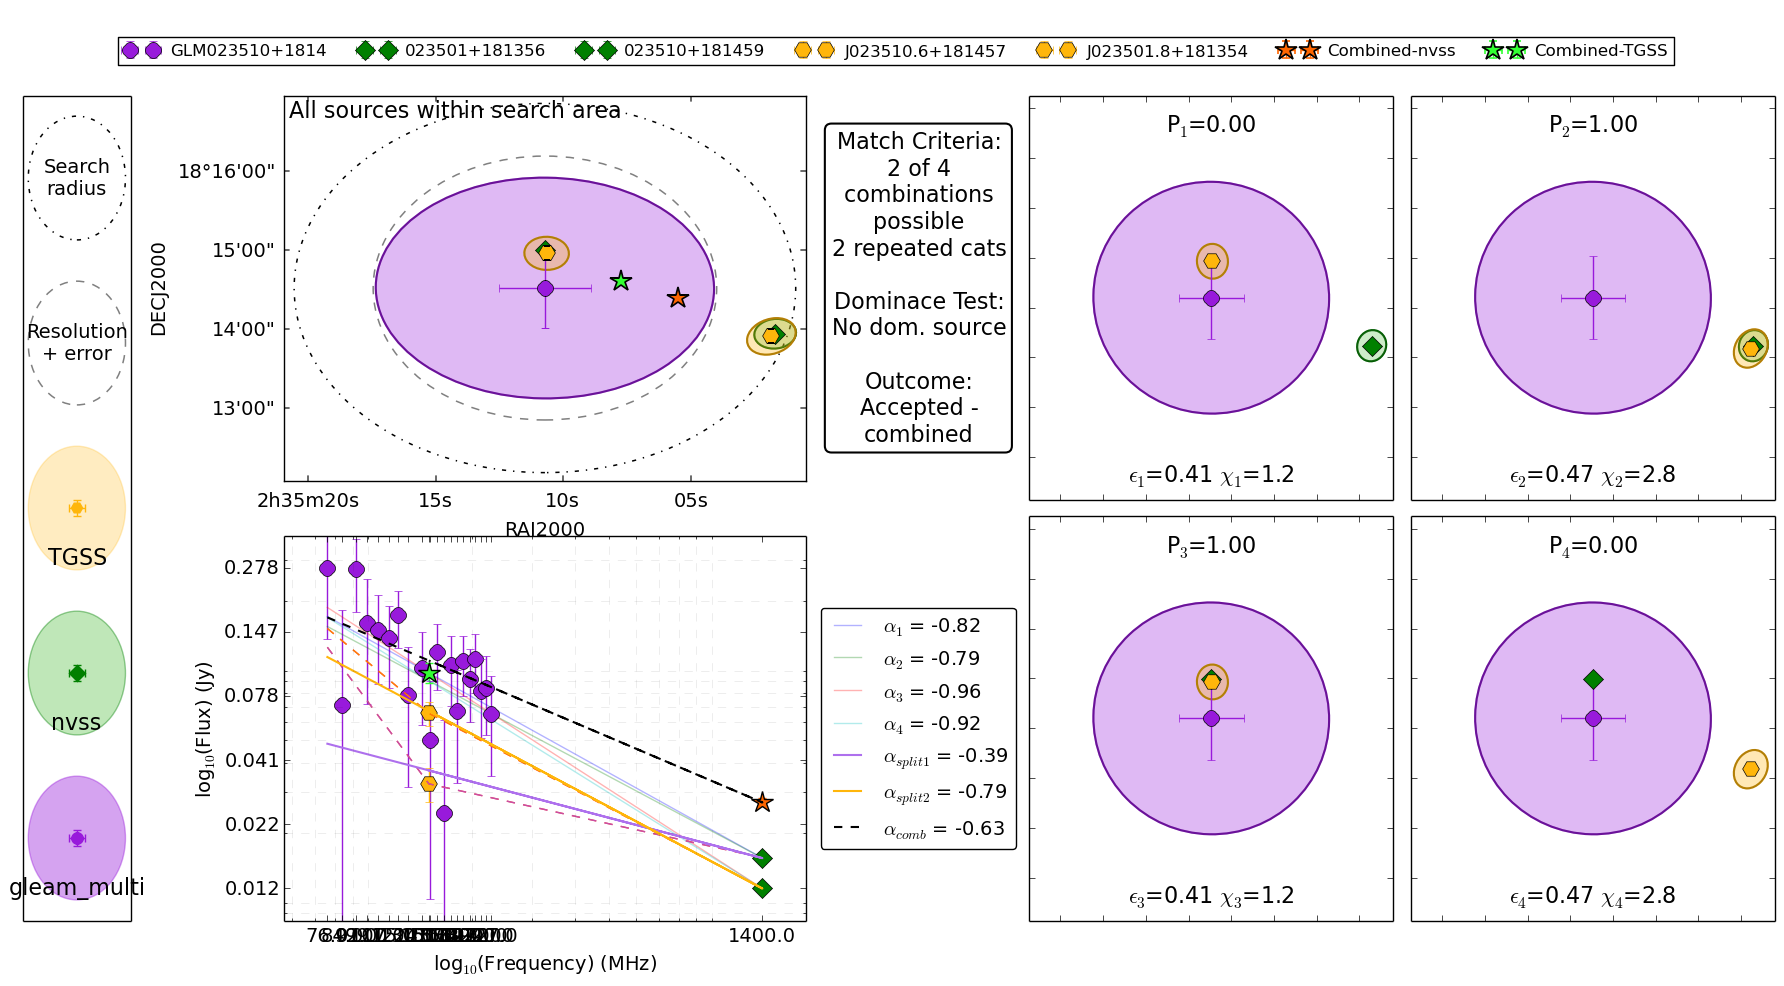 GLM023510+1814 023501+181356 023510+181459 J023510.6+181457 J023501.8+181354 Combined-nvss Combined-TGSS
Search
radius
Resolution
+ error
TGSS
nvss
gleam_multi
All sources within search area
18°16'00"
15'00"
14'00"
13'00"
DECJ2000
2h35m20s 15s 10s 05s
RAJ2000
Match Criteria:
2 of 4
combinations
possible
2 repeated cats
Dominace Test:
No dom. source
Outcome:
Accepted -
combined
P1=0.00
ϵ1=0.41 χ1=1.2
P2=1.00
ϵ2=0.47 χ2=2.8
P3=1.00
ϵ3=0.41 χ3=1.2
P4=0.00
ϵ4=0.47 χ4=2.8
0.278
0.147
0.078
0.041
0.022
0.012
log10(Flux) (Jy)
1400.0
log10(Frequency) (MHz)
α1 = -0.82
α2 = -0.79
α3 = -0.96
α4 = -0.92
αsplit1 = -0.39
αsplit2 = -0.79
αcomb = -0.63